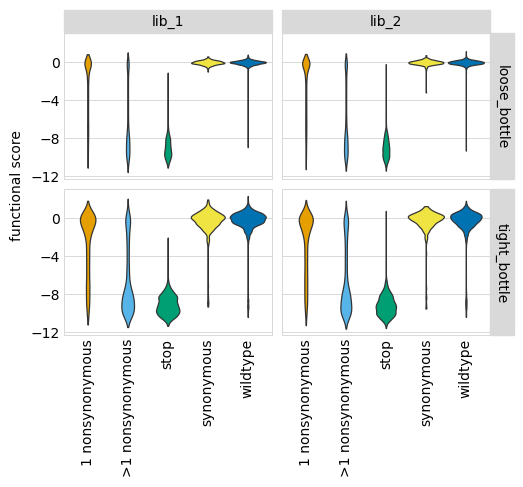 lib_1
lib_2
functional score
0
−4
−8
−12
loose_bottle
0
−4
−8
−12
tight_bottle
1 nonsynonymous
>1 nonsynonymous
stop
synonymous
wildtype
1 nonsynonymous
>1 nonsynonymous
stop
synonymous
wildtype